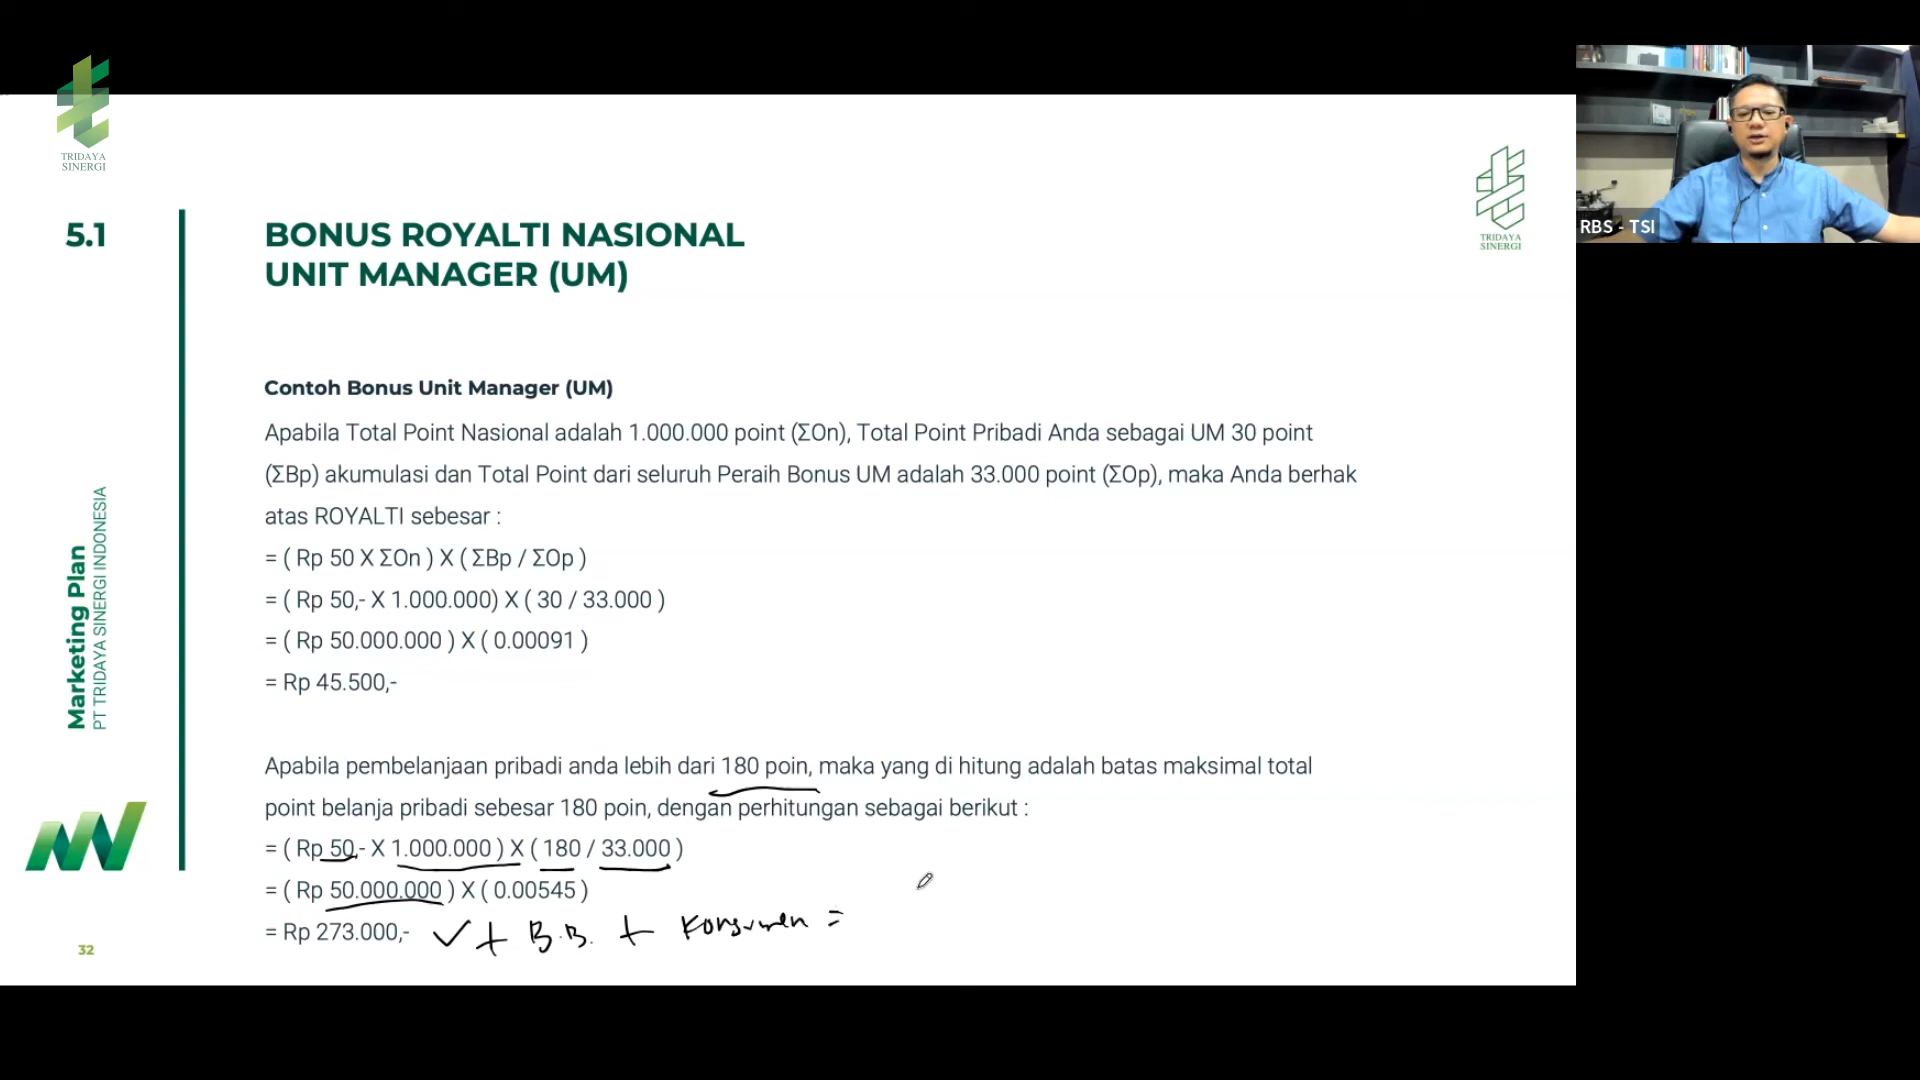 TRIDAYA
SINERGI
5.1
BONUS ROYALTI NASIONAL
UNIT MANAGER (UM)
TRIDAYA
SINERGI
RBS - TSI
Contoh Bonus Unit Manager (UM)
Apabila Total Point Nasional adalah 1.000.000 point (ΣOn), Total Point Pribadi Anda sebagai UM 30 point
(ΣBp) akumulasi dan Total Point dari seluruh Peraih Bonus UM adalah 33.000 point (ΣOp), maka Anda berhak
atas ROYALTI sebesar :
= ( Rp 50 X ΣOn ) X ( ΣBp / ΣOp )
= ( Rp 50,- X 1.000.000) X ( 30 / 33.000 )
= ( Rp 50.000.000 ) X ( 0.00091 )
= Rp 45.500,-
Apabila pembelanjaan pribadi anda lebih dari 180 poin, maka yang di hitung adalah batas maksimal total
point belanja pribadi sebesar 180 poin, dengan perhitungan sebagai berikut :
= ( Rp 50,- X 1.000.000 ) X ( 180 / 33.000 )
= ( Rp 50.000.000 ) X ( 0.00545 )
= Rp 273.000,- ✓ + B.B. + Konsumen =
Marketing Plan
PT TRIDAYA SINERGI INDONESIA
32